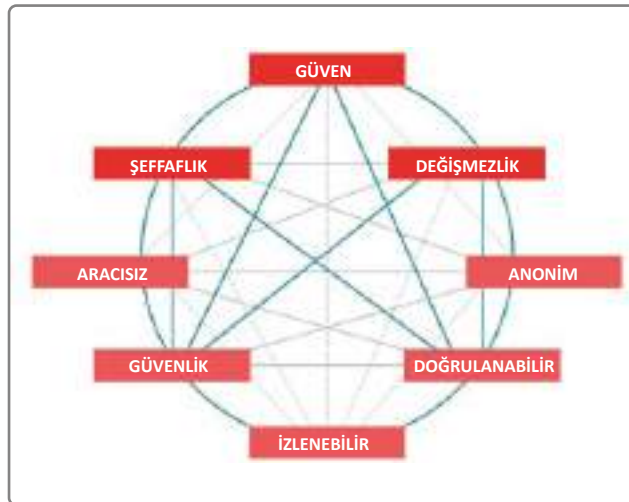 GÜVEN
ŞEFFAFLIK
DEĞİŞMEZLİK
ARACISIZ
ANONİM
GÜVENLİK
DOĞRULANABİLİR
İZLENEBİLİR